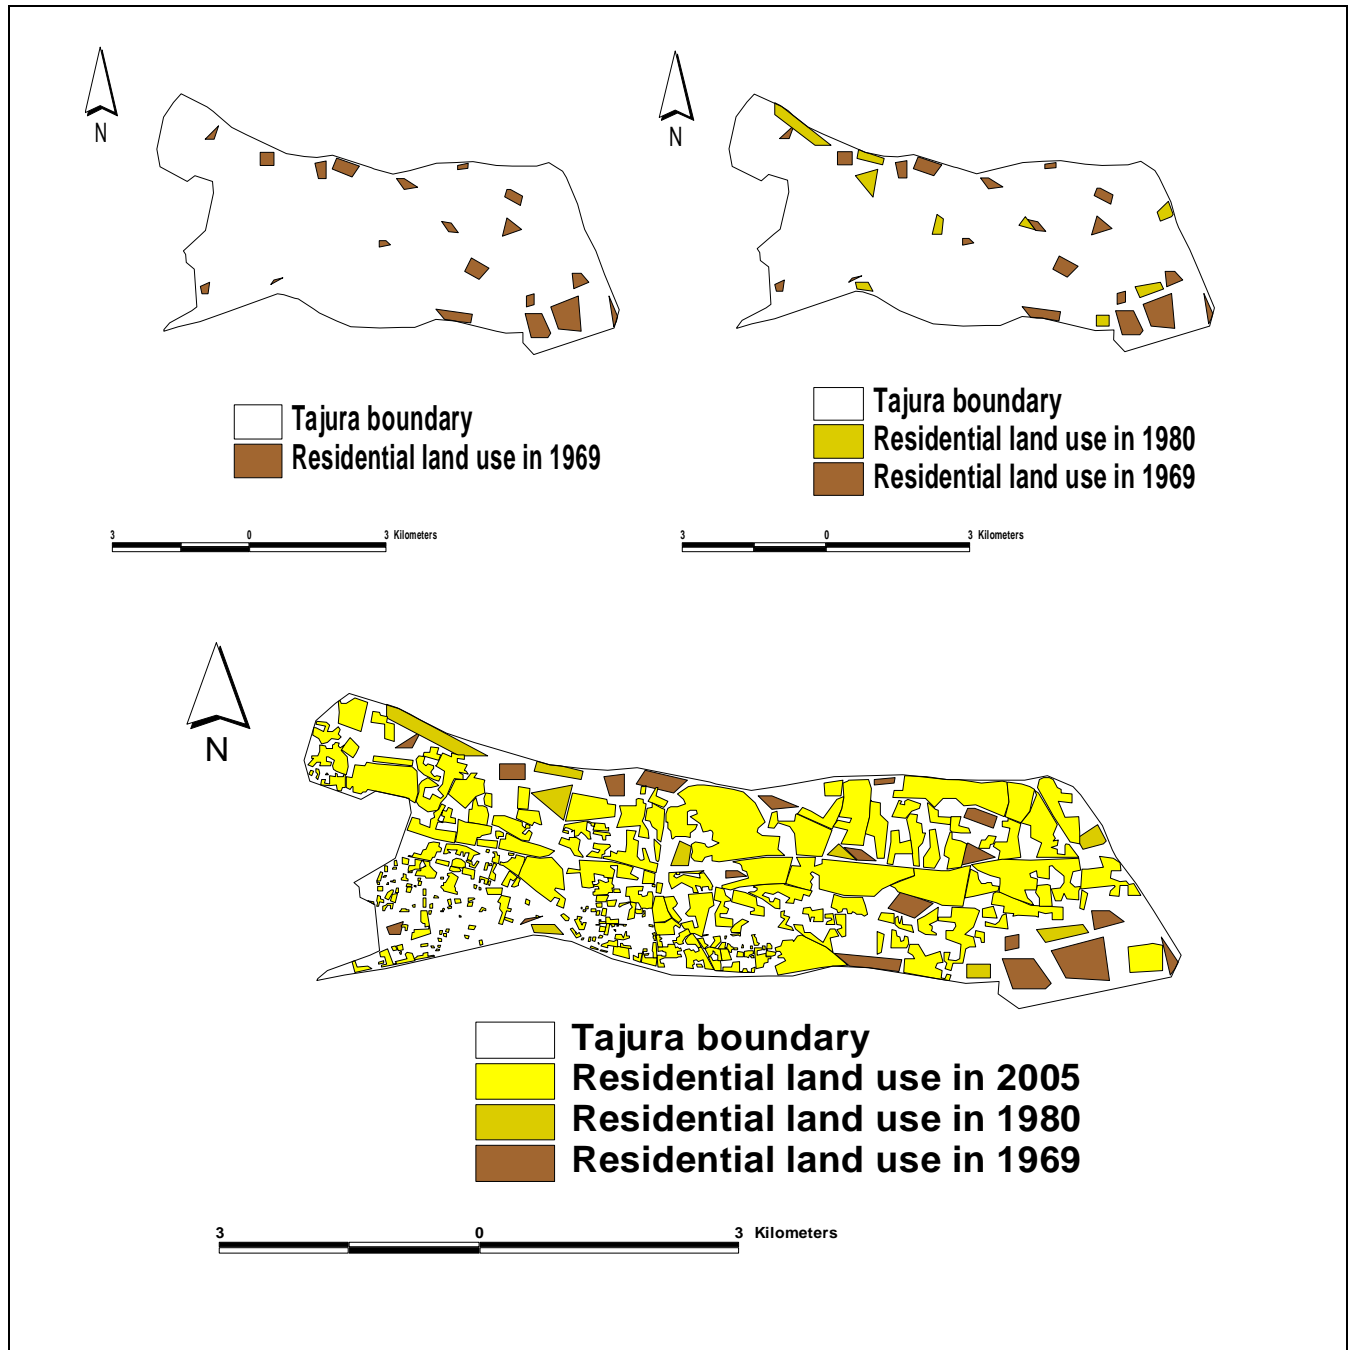 N
N
Tajura boundary
Residential land use in 1969
Tajura boundary
Residential land use in 1980
Residential land use in 1969
3 0 3 Kilometers
3 0 3 Kilometers
N
Tajura boundary
Residential land use in 2005
Residential land use in 1980
Residential land use in 1969
3 0 3 Kilometers